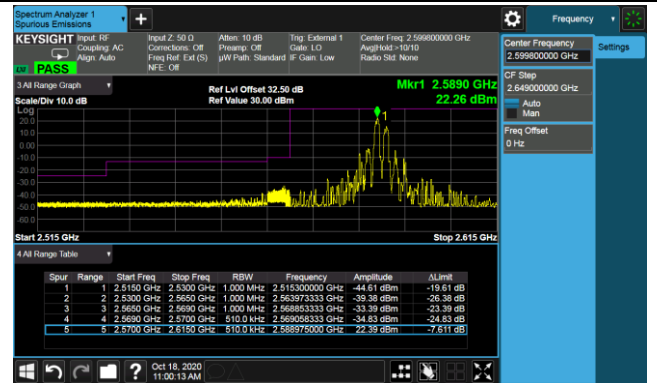 Spectrum Analyzer 1
Spurious Emissions
Frequency
KEYSIGHT Input: RF
Coupling: AC
Align: Auto
Input Z: 50 Ω
Corrections: Off
Freq Ref: Ext (S)
NFE: Off
Atten: 10 dB
Preamp: Off
µW Path: Standard
Trig: External 1
Gate: LO
IF Gain: Low
Center Freq: 2.599800000 GHz
Avg|Hold:>10/10
Radio Std: None
LXI PASS
3 All Range Graph
Scale/Div 10.0 dB
Ref Lvl Offset 32.50 dB
Ref Value 30.00 dBm
Mkr1 2.5890 GHz
22.26 dBm
Log
20.0
10.0
0.00
-10.0
-20.0
-30.0
-40.0
-50.0
-60.0
1
Start 2.515 GHz
Stop 2.615 GHz
4 All Range Table
Spur Range Start Freq Stop Freq RBW Frequency Amplitude ΔLimit
1 1 2.5150 GHz 2.5300 GHz 1.000 MHz 2.515300000 GHz -44.61 dBm -19.61 dB
2 2 2.5300 GHz 2.5650 GHz 1.000 MHz 2.563973333 GHz -39.38 dBm -26.38 dB
3 3 2.5650 GHz 2.5690 GHz 1.000 MHz 2.568853333 GHz -33.39 dBm -23.39 dB
4 4 2.5690 GHz 2.5700 GHz 510.0 kHz 2.569058333 GHz -34.83 dBm -24.83 dB
5 5 2.5700 GHz 2.6150 GHz 510.0 kHz 2.588975000 GHz 22.39 dBm -7.611 dB
Center Frequency
2.599800000 GHz
Settings
CF Step
2.649000000 GHz
Auto
Man
Freq Offset
0 Hz
?
Oct 18, 2020
11:00:13 AM